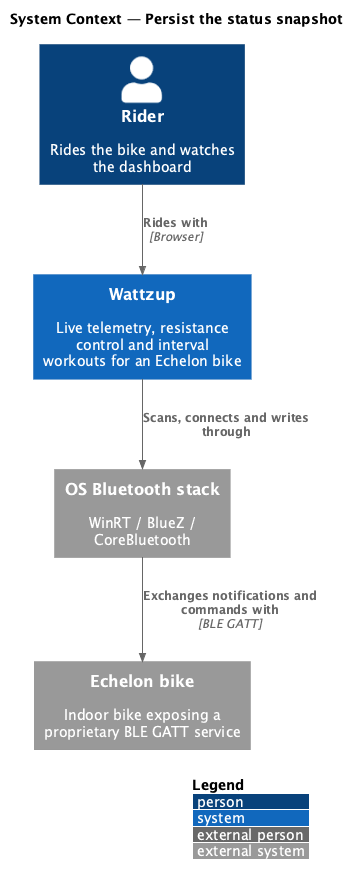 System Context — Persist the status snapshot
Rider
Rides the bike and watches
the dashboard
Rides with
[Browser]
Wattzup
Live telemetry, resistance
control and interval
workouts for an Echelon bike
Scans, connects and writes
through
OS Bluetooth stack
WinRT / BlueZ /
CoreBluetooth
Exchanges notifications and
commands with
[BLE GATT]
Echelon bike
Indoor bike exposing a
proprietary BLE GATT service
Legend
person
system
external person
external system